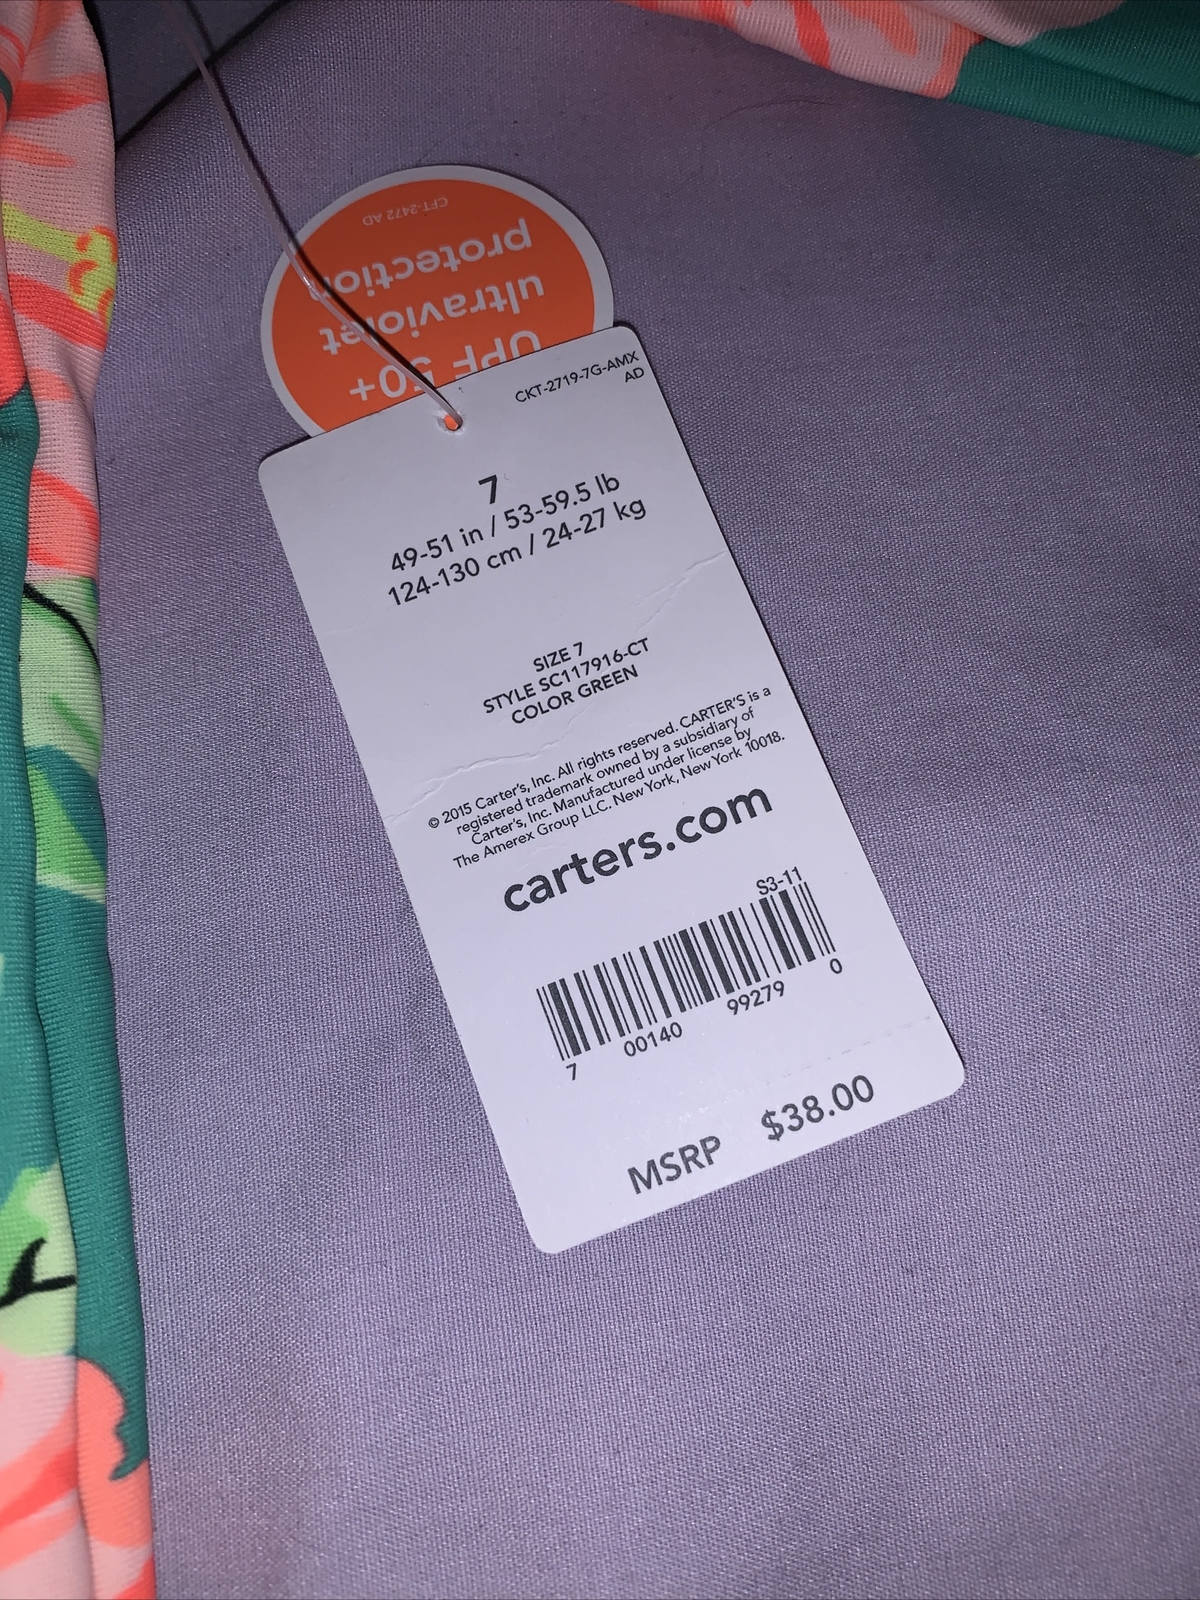 CFT-2472 AD
UPF 50+
ultraviolet
protection
CKT-2719-7G-AMX
AD
7
49-51 in / 53-59.5 lb
124-130 cm / 24-27 kg
SIZE 7
STYLE SC117916-CT
COLOR GREEN
© 2015 Carter's, Inc. All rights reserved. CARTER'S is a
registered trademark owned by a subsidiary of
Carter's, Inc. Manufactured under license by
The Amerex Group LLC. New York, New York 10018.
carters.com
S3-11
7 00140 99279 0
MSRP $38.00